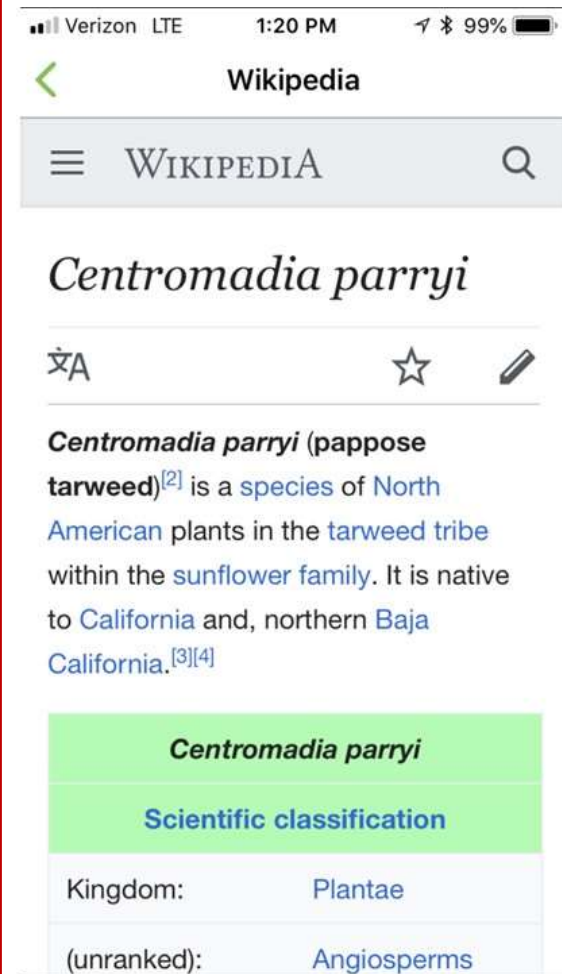 Verizon LTE 1:20 PM 99%
Wikipedia
WIKIPEDIA
Centromadia parryi
文A
Centromadia parryi (pappose
tarweed)[2] is a species of North
American plants in the tarweed tribe
within the sunflower family. It is native
to California and, northern Baja
California.[3][4]
Centromadia parryi
Scientific classification
Kingdom: Plantae
(unranked): Angiosperms